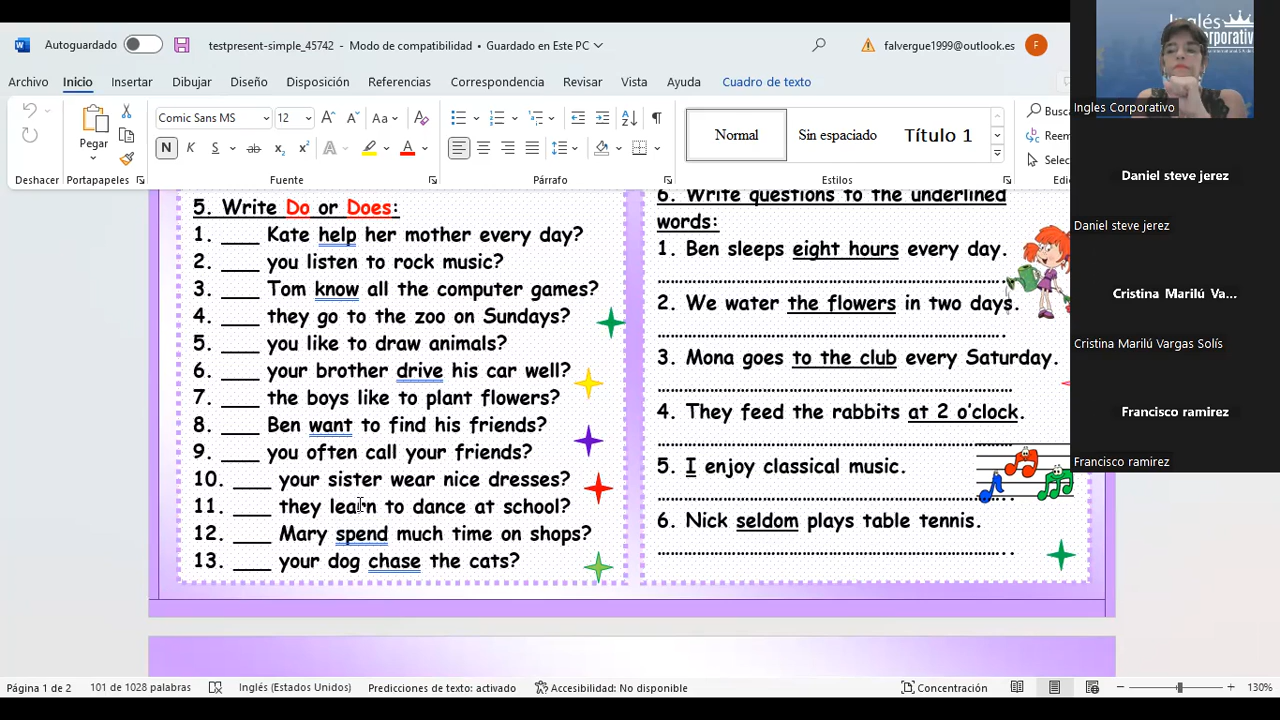 Autoguardado
testpresent-simple_45742 - Modo de compatibilidad • Guardado en Este PC
falvergue1999@outlook.es
F
Archivo Inicio Insertar Dibujar Diseño Disposición Referencias Correspondencia Revisar Vista Ayuda Cuadro de texto
Pegar
Comic Sans MS 12
N K S ab x₂ x² A A
Aa
Normal
Sin espaciado
Título 1
Deshacer Portapapeles Fuente Párrafo Estilos
5. Write Do or Does:
1. ___ Kate help her mother every day?
2. ___ you listen to rock music?
3. ___ Tom know all the computer games?
4. ___ they go to the zoo on Sundays?
5. ___ you like to draw animals?
6. ___ your brother drive his car well?
7. ___ the boys like to plant flowers?
8. ___ Ben want to find his friends?
9. ___ you often call your friends?
10. ___ your sister wear nice dresses?
11. ___ they learn to dance at school?
12. ___ Mary spend much time on shops?
13. ___ your dog chase the cats?
6. Write questions to the underlined
words:
1. Ben sleeps eight hours every day.
2. We water the flowers in two days.
3. Mona goes to the club every Saturday.
4. They feed the rabbits at 2 o'clock.
5. I enjoy classical music.
6. Nick seldom plays table tennis.
Inglés
Ingles Corporativo
Daniel steve jerez
Daniel steve jerez
Cristina Marilú Va...
Cristina Marilú Vargas Solís
Francisco ramirez
Francisco ramirez
Página 1 de 2 101 de 1028 palabras Inglés (Estados Unidos) Predicciones de texto: activado Accesibilidad: No disponible Concentración 130%